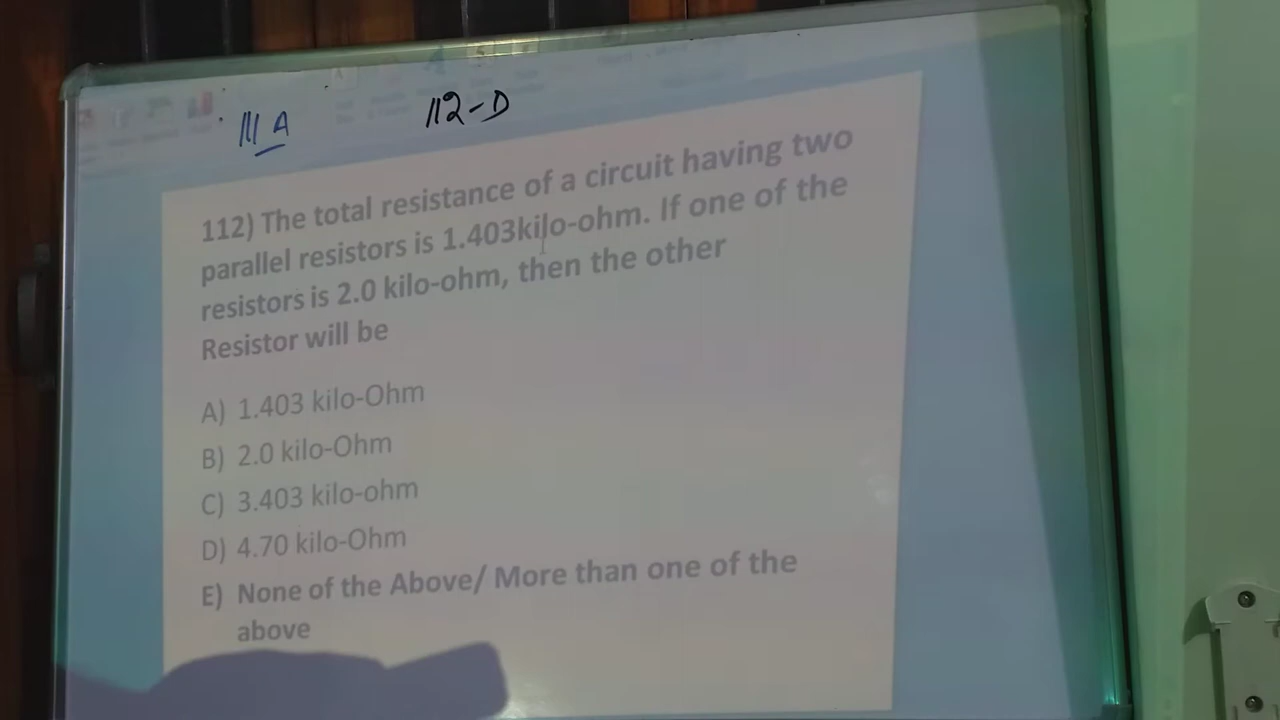 111 A
112-D
112) The total resistance of a circuit having two
parallel resistors is 1.403kilo-ohm. If one of the
resistors is 2.0 kilo-ohm, then the other
Resistor will be
A) 1.403 kilo-Ohm
B) 2.0 kilo-Ohm
C) 3.403 kilo-ohm
D) 4.70 kilo-Ohm
E) None of the Above/ More than one of the
above